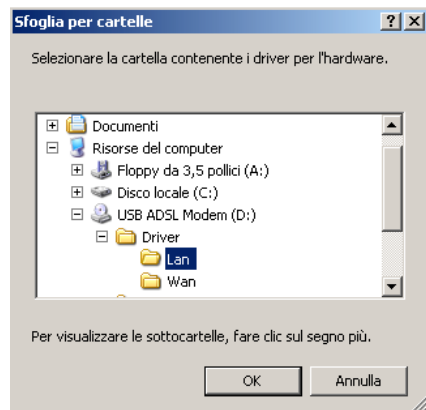 Sfoglia per cartelle
Selezionare la cartella contenente i driver per l'hardware.
Documenti
Risorse del computer
Floppy da 3,5 pollici (A:)
Disco locale (C:)
USB ADSL Modem (D:)
Driver
Lan
Wan
Per visualizzare le sottocartelle, fare clic sul segno più.
OK Annulla